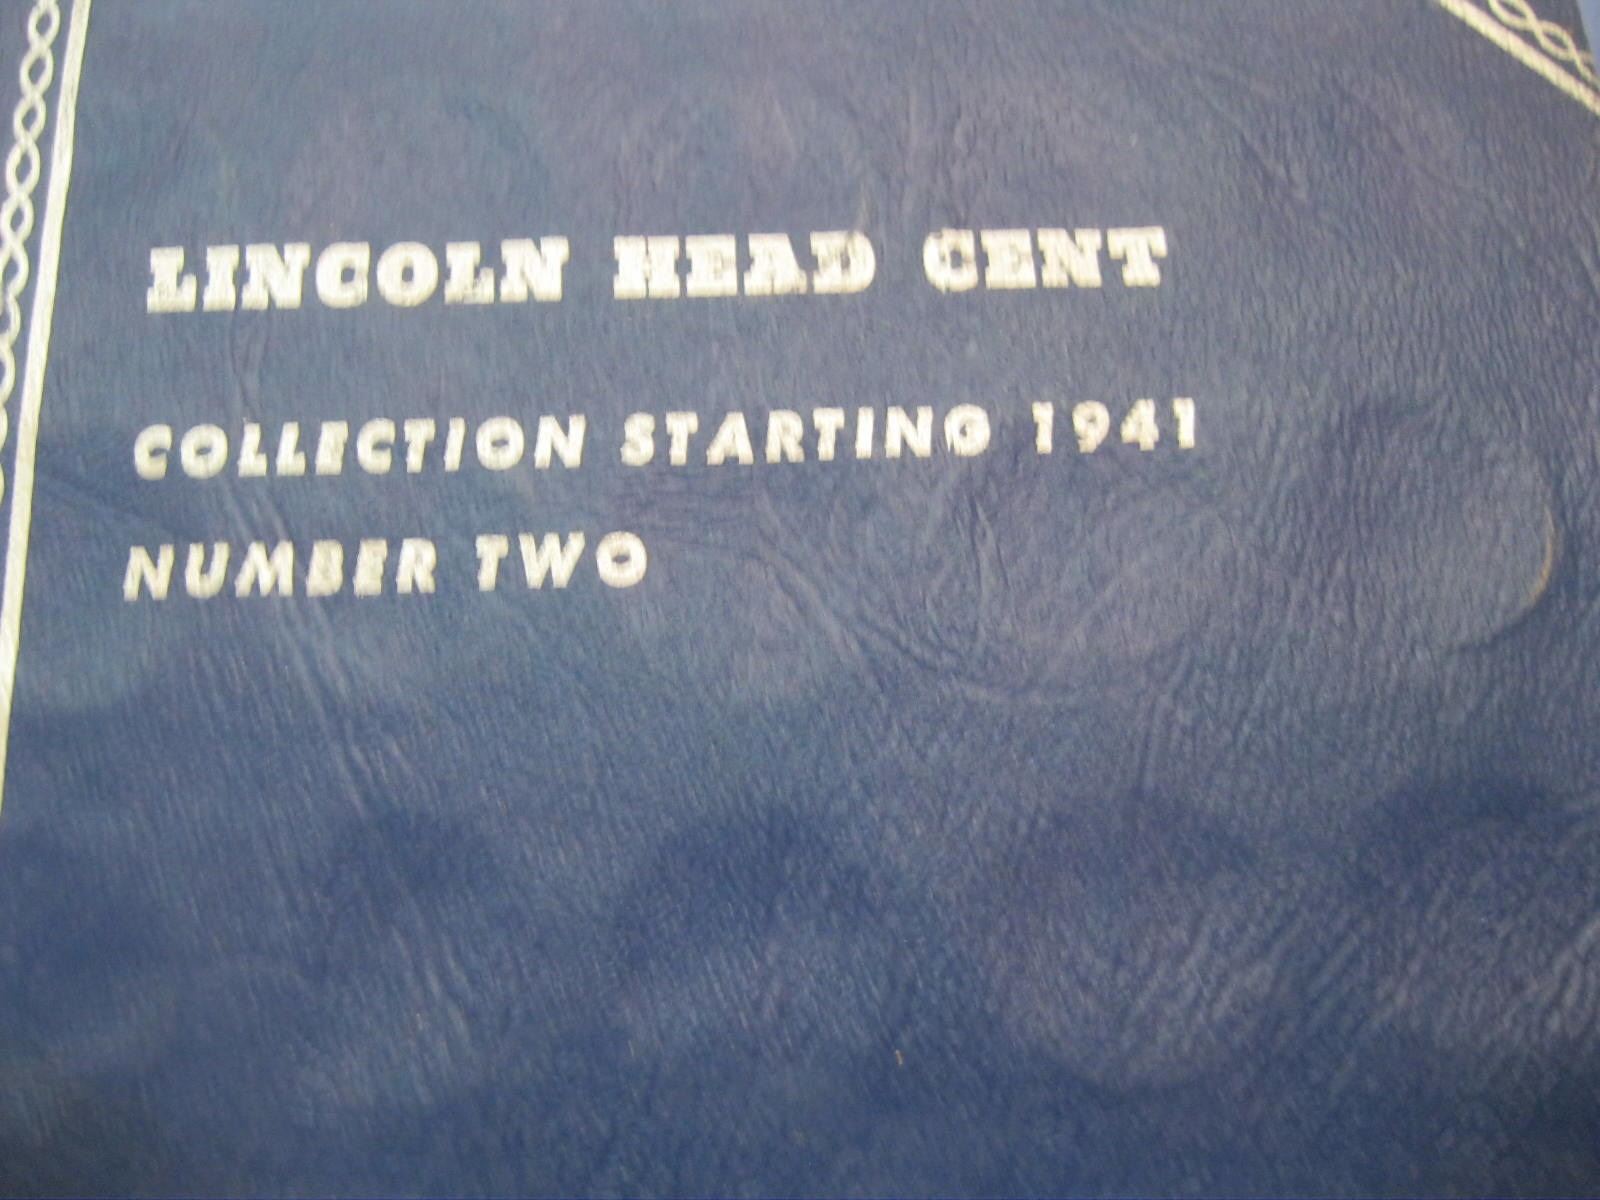 LINCOLN HEAD CENT
COLLECTION STARTING 1941
NUMBER TWO